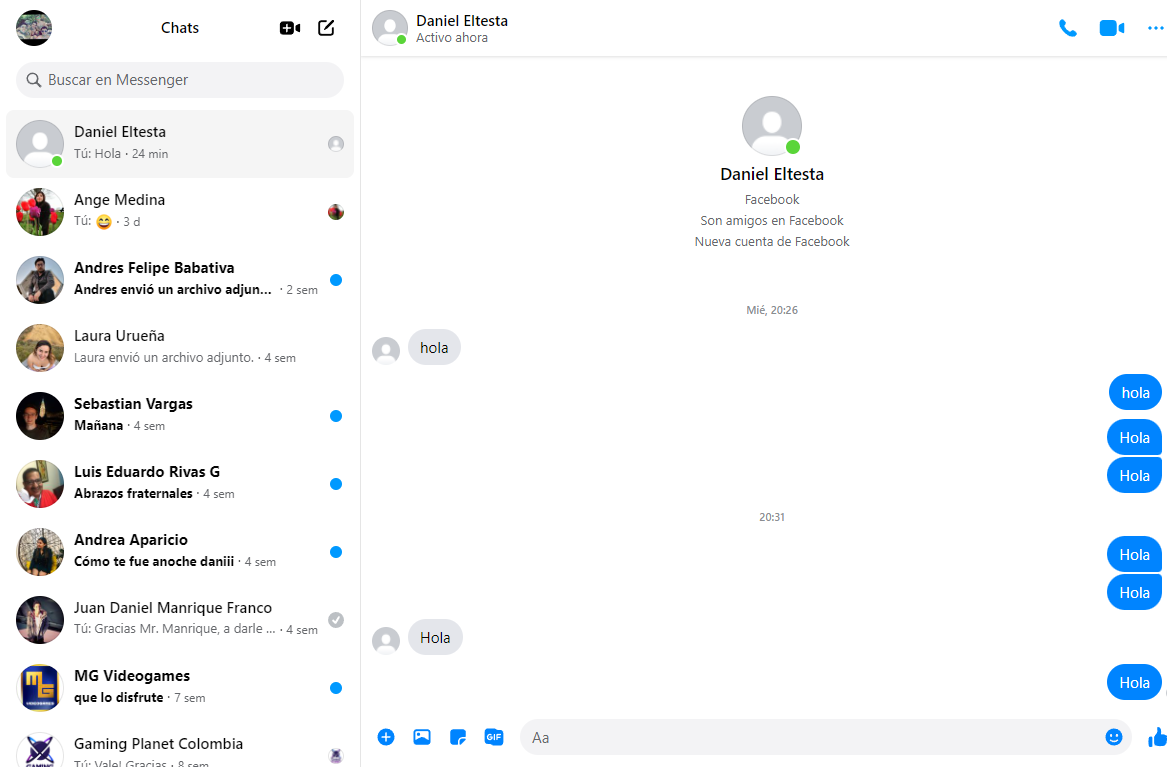 Chats
Buscar en Messenger
Daniel Eltesta
Tú: Hola · 24 min
Ange Medina
Tú: 😄 · 3 d
Andres Felipe Babativa
Andres envió un archivo adjun... · 2 sem
Laura Urueña
Laura envió un archivo adjunto. · 4 sem
Sebastian Vargas
Mañana · 4 sem
Luis Eduardo Rivas G
Abrazos fraternales · 4 sem
Andrea Aparicio
Cómo te fue anoche daniii · 4 sem
Juan Daniel Manrique Franco
Tú: Gracias Mr. Manrique, a darle ... · 4 sem
MG
MG Videogames
que lo disfrute · 7 sem
Gaming Planet Colombia
Tú: Vale! Gracias · 8 sem
Daniel Eltesta
Activo ahora
Daniel Eltesta
Facebook
Son amigos en Facebook
Nueva cuenta de Facebook
Mié, 20:26
hola
hola
Hola
Hola
20:31
Hola
Hola
Hola
Hola
GIF
Aa